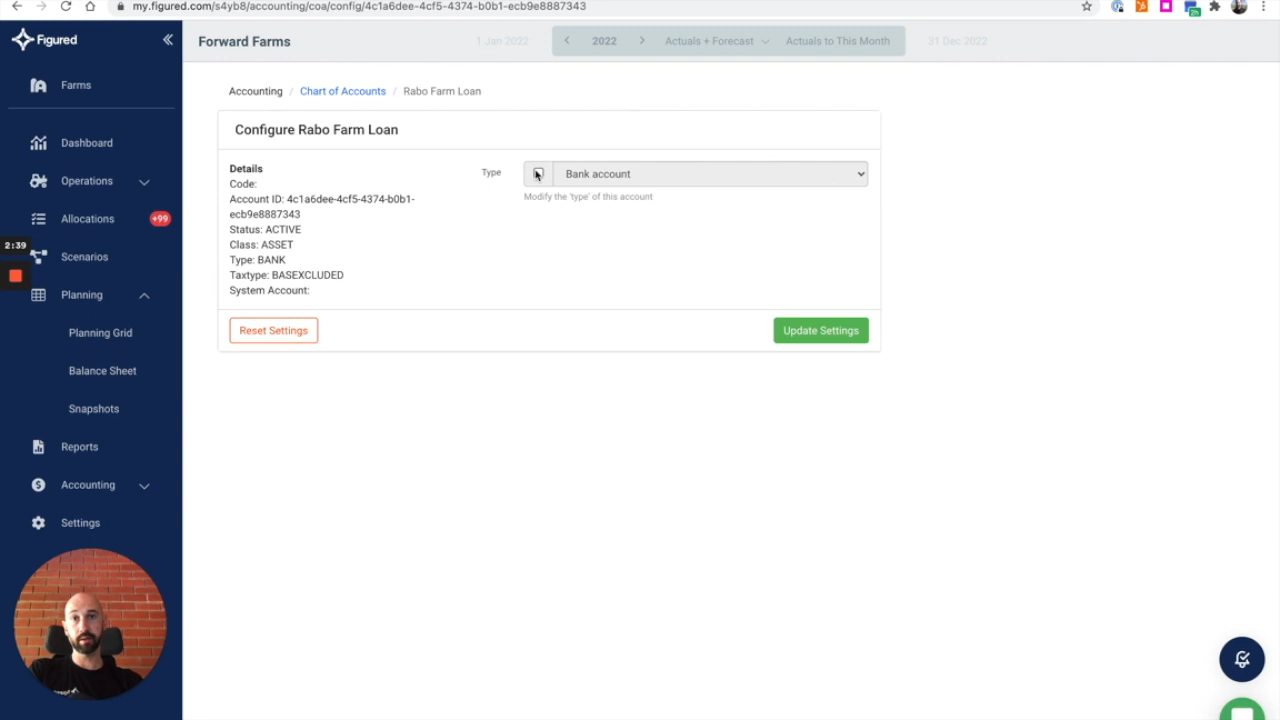 my.figured.com/s4yb8/accounting/coa/config/4c1a6dee-4cf5-4374-b0b1-ecb9e8887343
2h
Figured
Forward Farms
1 Jan 2022
2022
Actuals + Forecast
Actuals to This Month
31 Dec 2022
Farms
Dashboard
Operations
Allocations
+99
Scenarios
Planning
Planning Grid
Balance Sheet
Snapshots
Reports
Accounting
Settings
2:39
Accounting / Chart of Accounts / Rabo Farm Loan
Configure Rabo Farm Loan
Details
Code:
Account ID: 4c1a6dee-4cf5-4374-b0b1-
ecb9e8887343
Status: ACTIVE
Class: ASSET
Type: BANK
Taxtype: BASEXCLUDED
System Account:
Type
Bank account
Modify the 'type' of this account
Reset Settings
Update Settings